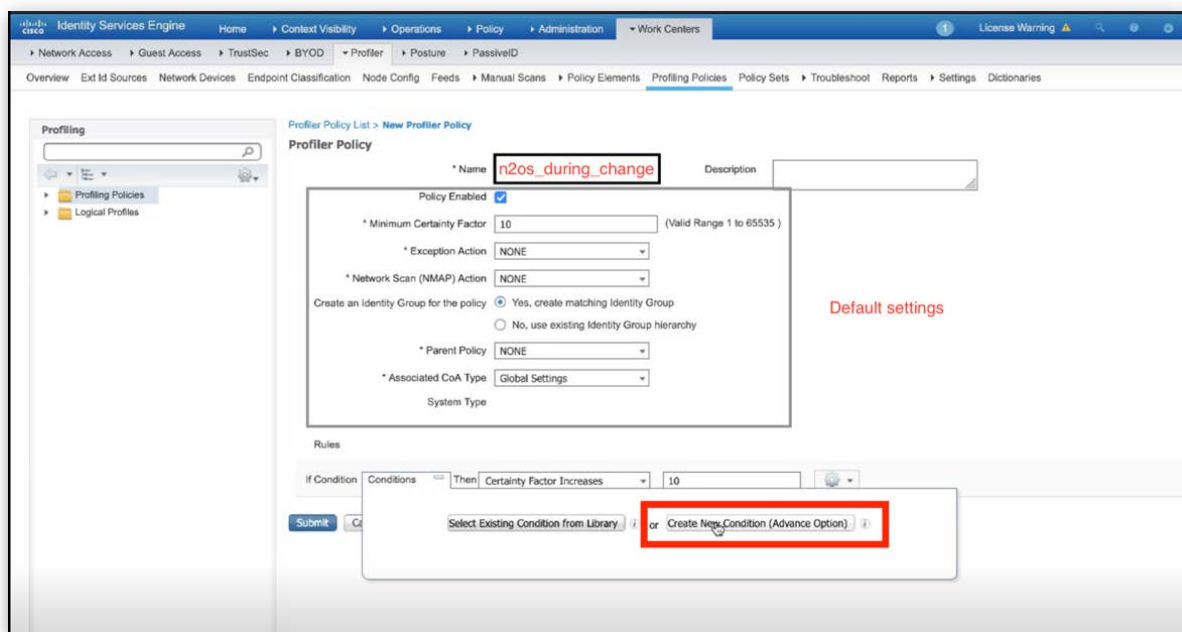 cisco Identity Services Engine Home Context Visibility Operations Policy Administration Work Centers 1 License Warning
Network Access Guest Access TrustSec BYOD Profiler Posture PassiveID
Overview Ext Id Sources Network Devices Endpoint Classification Node Config Feeds Manual Scans Policy Elements Profiling Policies Policy Sets Troubleshoot Reports Settings Dictionaries
Profiling
Profiling Policies
Logical Profiles
Profiler Policy List > New Profiler Policy
Profiler Policy
* Name n2os_during_change Description
Policy Enabled
* Minimum Certainty Factor 10 (Valid Range 1 to 65535 )
* Exception Action NONE
* Network Scan (NMAP) Action NONE
Create an Identity Group for the policy Yes, create matching Identity Group
No, use existing Identity Group hierarchy
* Parent Policy NONE
* Associated CoA Type Global Settings
System Type
Default settings
Rules
If Condition Conditions Then Certainty Factor Increases 10
Submit Ca
Select Existing Condition from Library or Create New Condition (Advance Option)